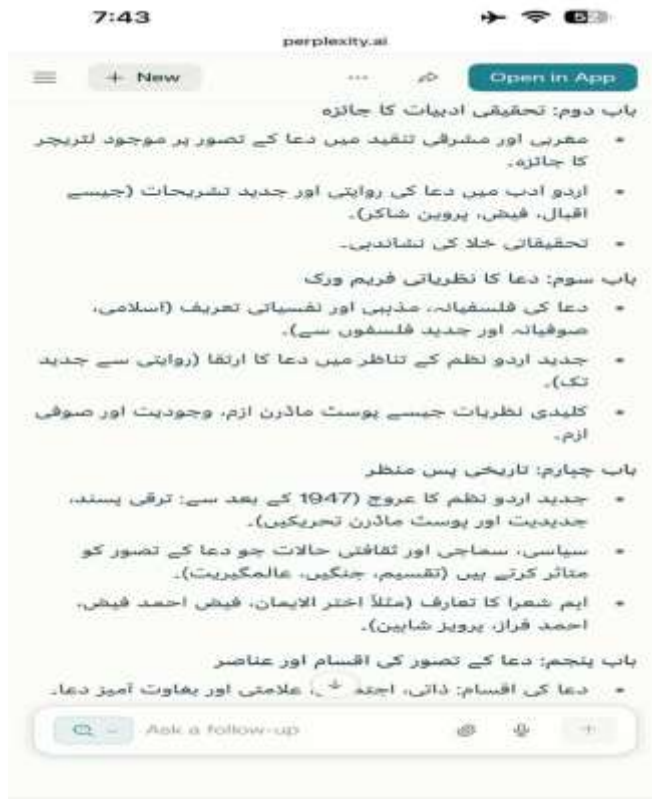 7:43
perplexity.ai
+ New
Open in App
باب دوم: تحقیقی ادبیات کا جائزہ
• مغربی اور مشرقی تنقید میں دعا کے تصور پر موجود لٹریچر
کا جائزہ۔
• اردو ادب میں دعا کی روایتی اور جدید تشریحات (جیسے
اقبال، فیض، پروین شاکر)۔
• تحقیقاتی خلا کی نشاندہی۔
باب سوم: دعا کا نظریاتی فریم ورک
• دعا کی فلسفیانہ، مذہبی اور نفسیاتی تعریف (اسلامی،
صوفیانہ اور جدید فلسفوں سے)۔
• جدید اردو نظم کے تناظر میں دعا کا ارتقا (روایتی سے جدید
تک)۔
• کلیدی نظریات جیسے پوسٹ ماڈرن ازم، وجودیت اور صوفی
ازم۔
باب چہارم: تاریخی پس منظر
• جدید اردو نظم کا عروج (1947 کے بعد سے: ترقی پسند،
جدیدیت اور پوسٹ ماڈرن تحریکیں)۔
• سیاسی، سماجی اور ثقافتی حالات جو دعا کے تصور کو
متاثر کرتے ہیں (تقسیم، جنگیں، عالمگیریت)۔
• اہم شعرا کا تعارف (مثلاً اختر الایمان، فیض احمد فیض،
احمد فراز، پرویز شاہین)۔
باب پنجم: دعا کے تصور کی اقسام اور عناصر
• دعا کی اقسام: ذاتی، علامتی اور بغاوت آمیز دعا۔
Ask a follow-up